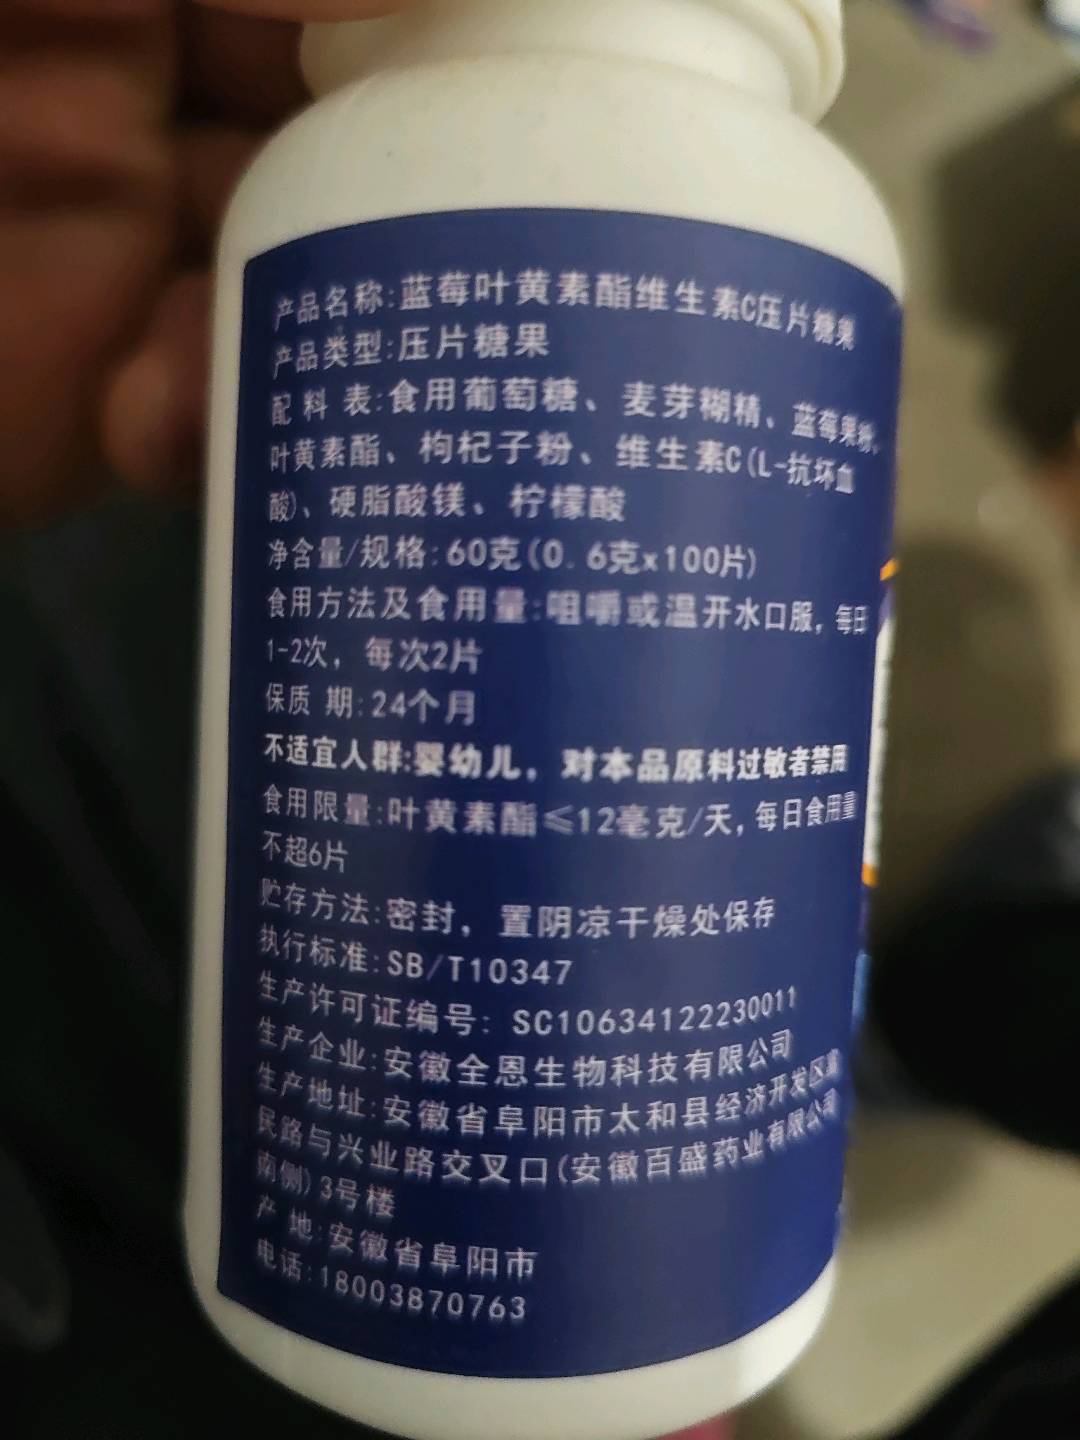 产品名称:蓝莓叶黄素酯维生素C压片糖果
产品类型:压片糖果
配 料 表:食用葡萄糖、麦芽糊精、蓝莓果粉、
叶黄素酯、枸杞子粉、维生素C(L-抗坏血
酸)、硬脂酸镁、柠檬酸
净含量/规格:60克(0.6克x100片)
食用方法及食用量:咀嚼或温开水口服，每日
1-2次，每次2片
保质 期:24个月
不适宜人群:婴幼儿，对本品原料过敏者禁用
食用限量:叶黄素酯≤12毫克/天,每日食用量
不超6片
贮存方法:密封，置阴凉干燥处保存
执行标准:SB/T10347
生产许可证编号: SC10634122230011
生产企业:安徽全恩生物科技有限公司
生产地址:安徽省阜阳市太和县经济开发区富
民路与兴业路交叉口(安徽百盛药业有限公司
南侧)3号楼
产 地:安徽省阜阳市
电话:18003870763